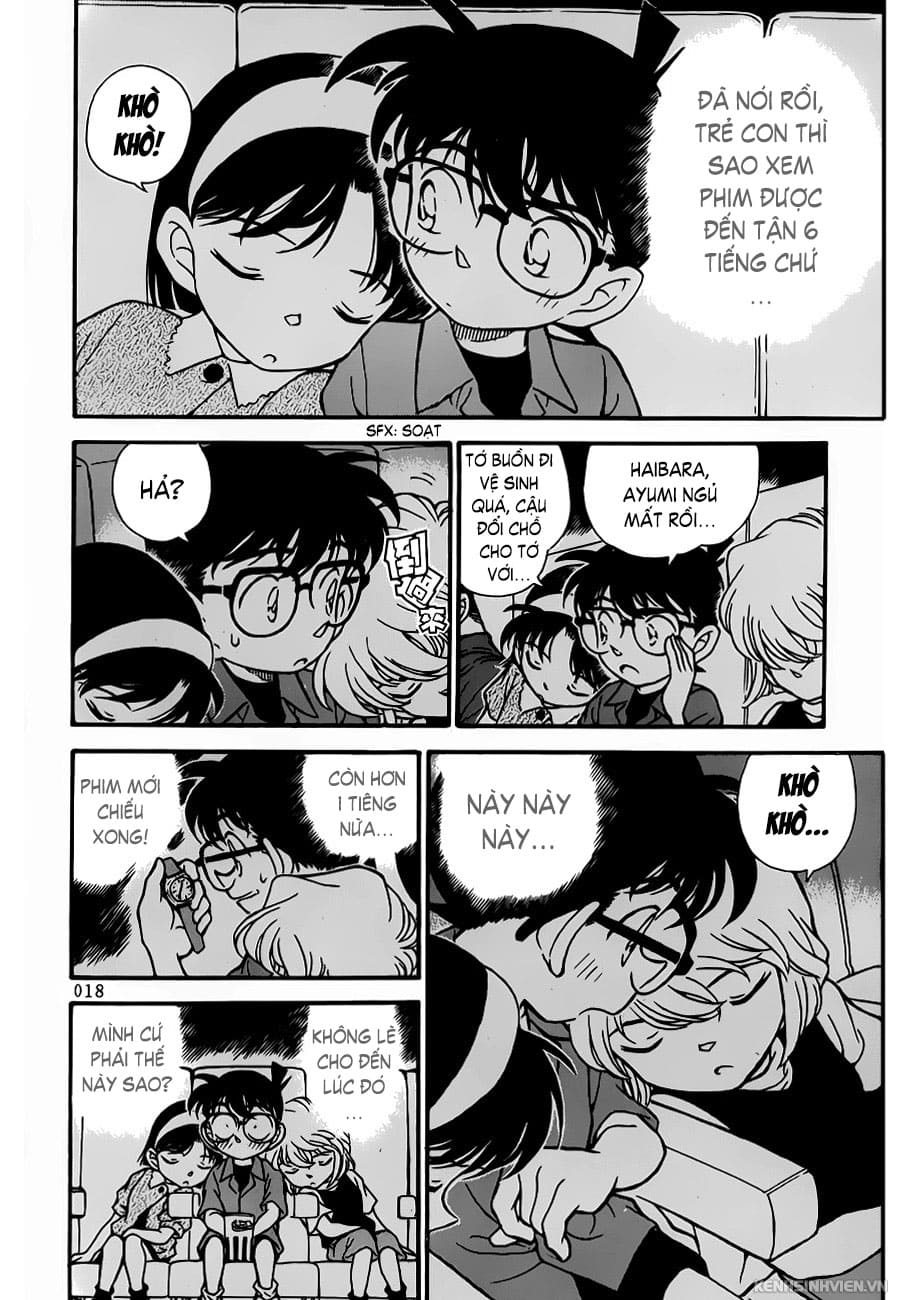 ĐÃ NÓI RỒI,
TRẺ CON THÌ
SAO XEM
PHIM ĐƯỢC
ĐẾN TẬN 6
TIẾNG CHỨ
...
KHÒ
KHÒ!
SFX: SOẠT
HAIBARA,
AYUMI NGỦ
MẤT RỒI...
TỚ BUỒN ĐI
VỆ SINH
QUÁ, CẬU
ĐỔI CHỖ
CHO TỚ
VỚI...
HẢ?
倒過來
KHÒ
KHÒ...
NÀY NÀY
NÀY...
CÒN HƠN
1 TIẾNG
NỮA...
PHIM MỚI
CHIẾU
XONG!
018
KHÔNG LẼ
CHO ĐẾN
LÚC ĐÓ
...
MÌNH CỨ
PHẢI THẾ
NÀY SAO?
KENHSINHVIEN.VN